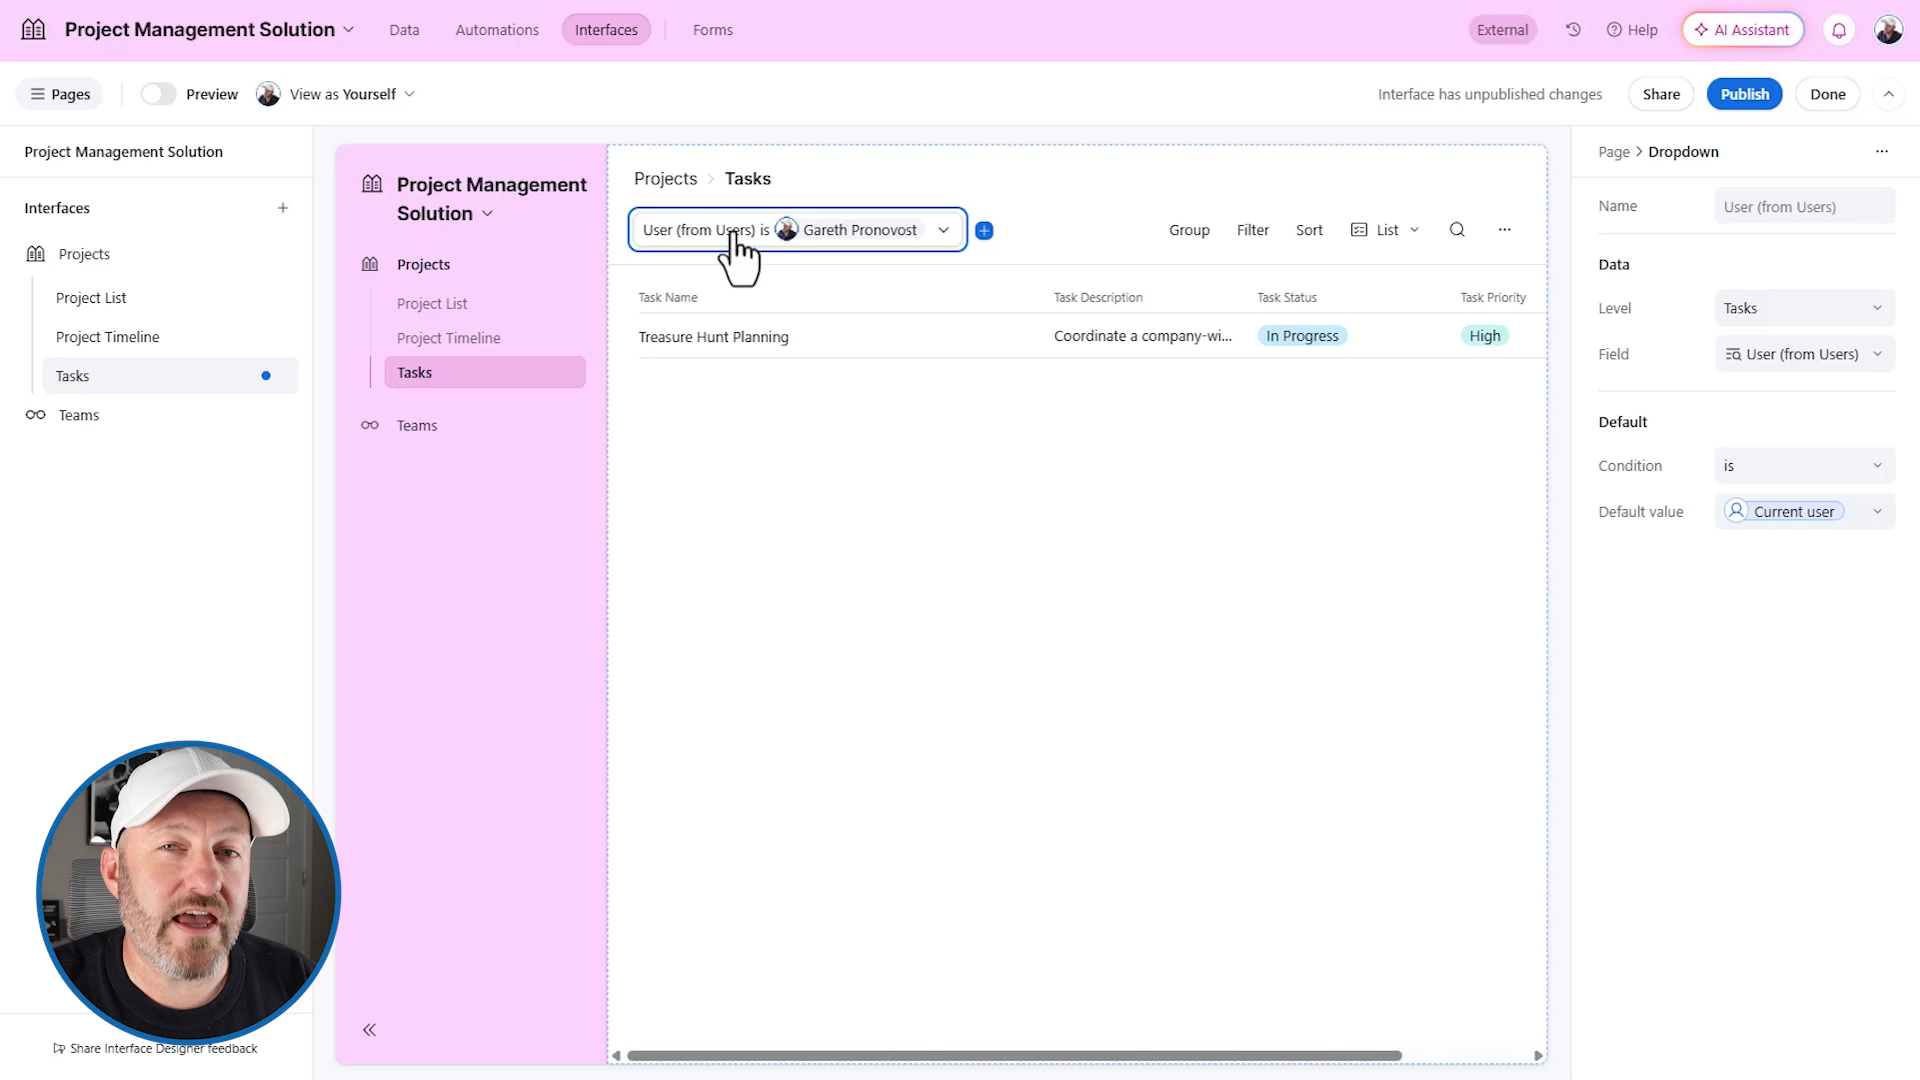 Project Management Solution
Data
Automations
Interfaces
Forms
External
Help
AI Assistant
Pages
Preview
View as Yourself
Interface has unpublished changes
Share
Publish
Done
Project Management Solution
Interfaces
Projects
Project List
Project Timeline
Tasks
Teams
Share Interface Designer feedback
Project Management
Solution
Projects
Project List
Project Timeline
Tasks
Teams
Projects > Tasks
User (from Users) is Gareth Pronovost
Group
Filter
Sort
List
Task Name
Task Description
Task Status
Task Priority
Treasure Hunt Planning
Coordinate a company-wi...
In Progress
High
Page > Dropdown
Name
User (from Users)
Data
Level
Tasks
Field
User (from Users)
Default
Condition
is
Default value
Current user